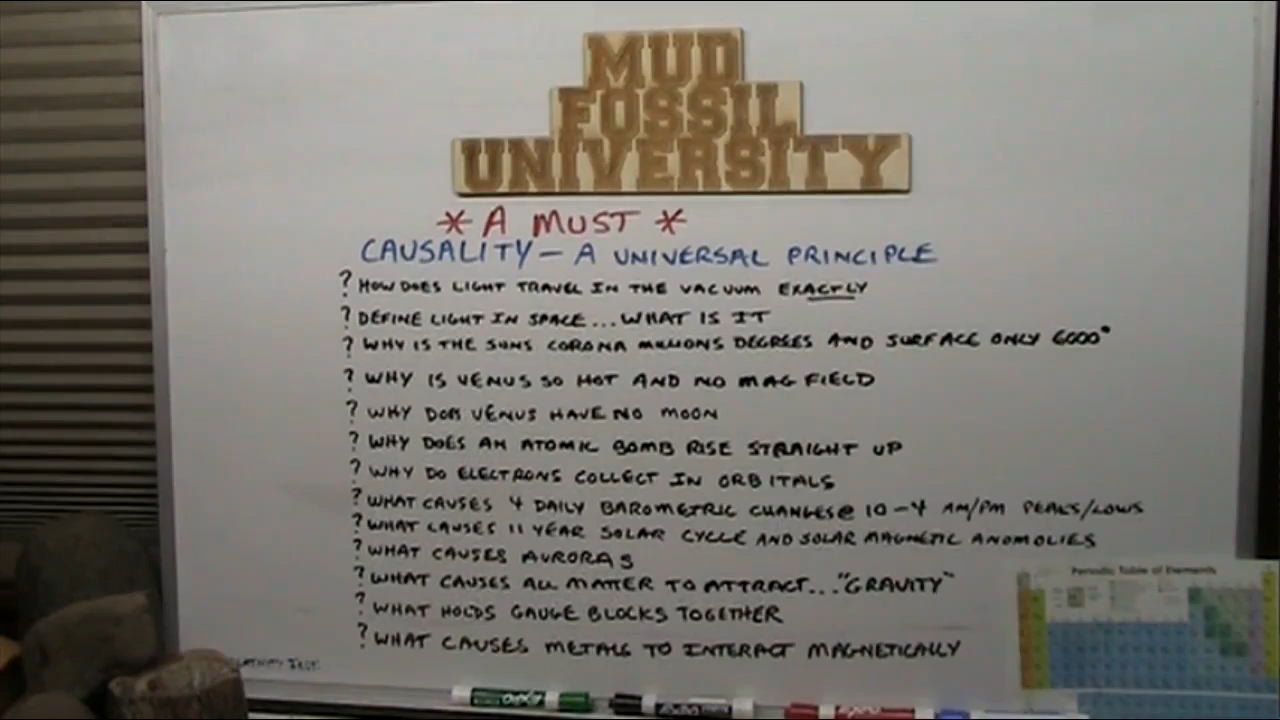 MUD
FOSSIL
UNIVERSITY
* A MUST *
CAUSALITY — A UNIVERSAL PRINCIPLE
? HOW DOES LIGHT TRAVEL IN THE VACUUM EXACTLY
? DEFINE LIGHT IN SPACE... WHAT IS IT
? WHY IS THE SUNS CORONA MILLIONS DEGREES AND SURFACE ONLY 6000°
? WHY IS VENUS SO HOT AND NO MAG FIELD
? WHY DOES VENUS HAVE NO MOON
? WHY DOES AN ATOMIC BOMB RISE STRAIGHT UP
? WHY DO ELECTRONS COLLECT IN ORBITALS
? WHAT CAUSES 4 DAILY BAROMETRIC CHANGES @ 10-4 AM/PM PEAKS/LOWS
? WHAT CAUSES 11 YEAR SOLAR CYCLE AND SOLAR MAGNETIC ANOMOLIES
? WHAT CAUSES AURORAS
? WHAT CAUSES ALL MATTER TO ATTRACT... "GRAVITY"
? WHAT HOLDS GAUGE BLOCKS TOGETHER
? WHAT CAUSES METALS TO INTERACT MAGNETICALLY
Periodic Table of Elements
EXPO